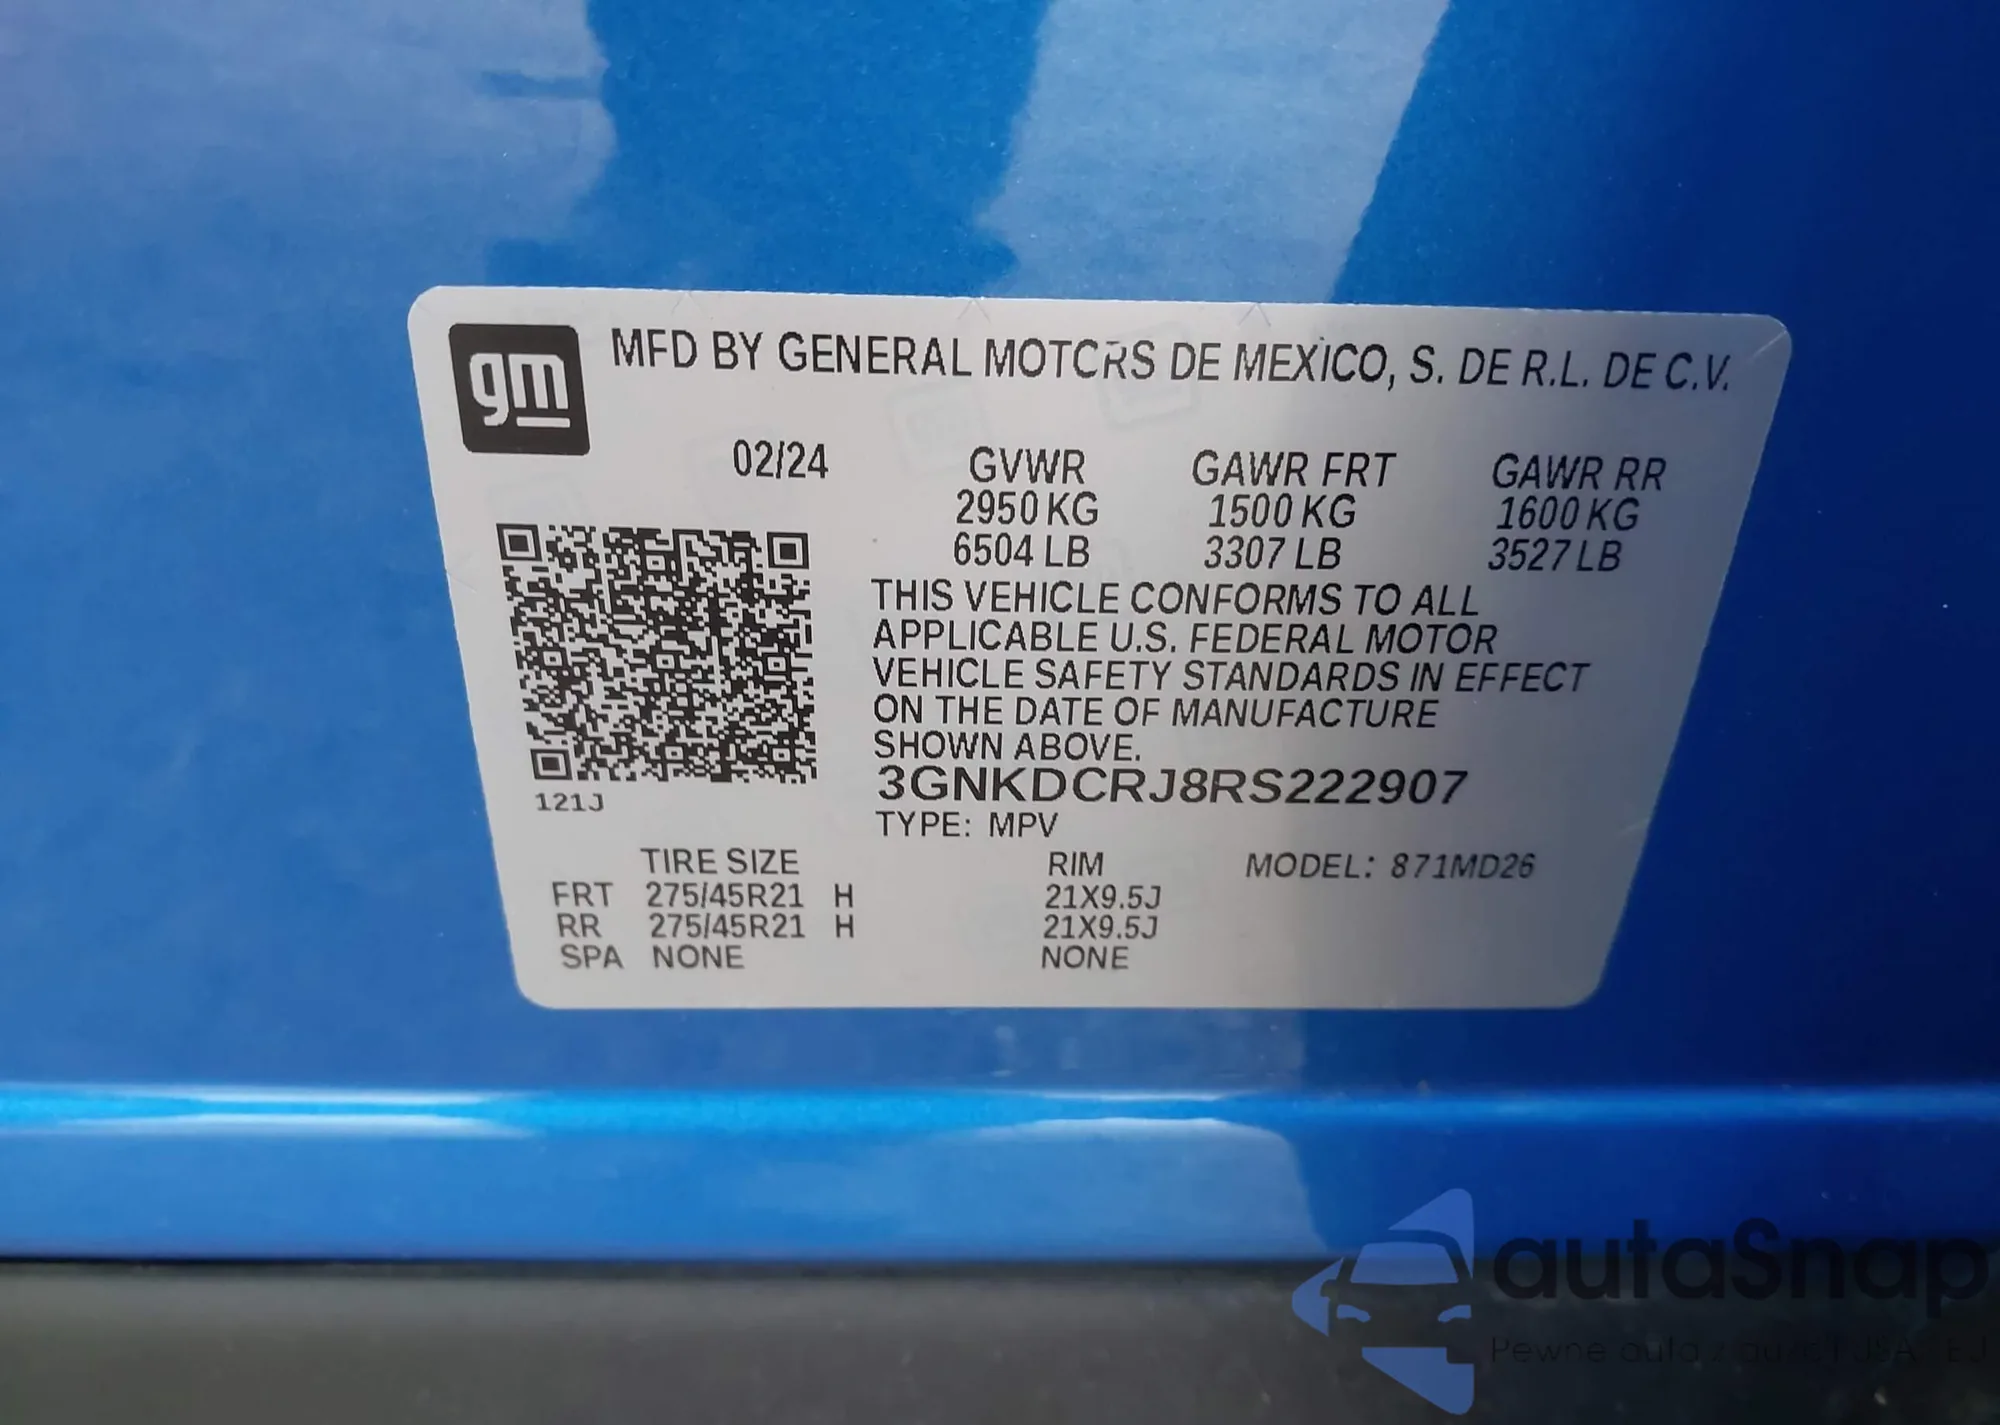 gm
MFD BY GENERAL MOTORS DE MEXICO, S. DE R.L. DE C.V.
02/24 GVWR GAWR FRT GAWR RR
2950 KG 1500 KG 1600 KG
6504 LB 3307 LB 3527 LB
THIS VEHICLE CONFORMS TO ALL
APPLICABLE U.S. FEDERAL MOTOR
VEHICLE SAFETY STANDARDS IN EFFECT
ON THE DATE OF MANUFACTURE
SHOWN ABOVE.
3GNKDCRJ8RS222907
121J
TYPE: MPV
TIRE SIZE RIM MODEL: 871MD26
FRT 275/45R21 H 21X9.5J
RR 275/45R21 H 21X9.5J
SPA NONE NONE
autaSnap
Pewne auta z